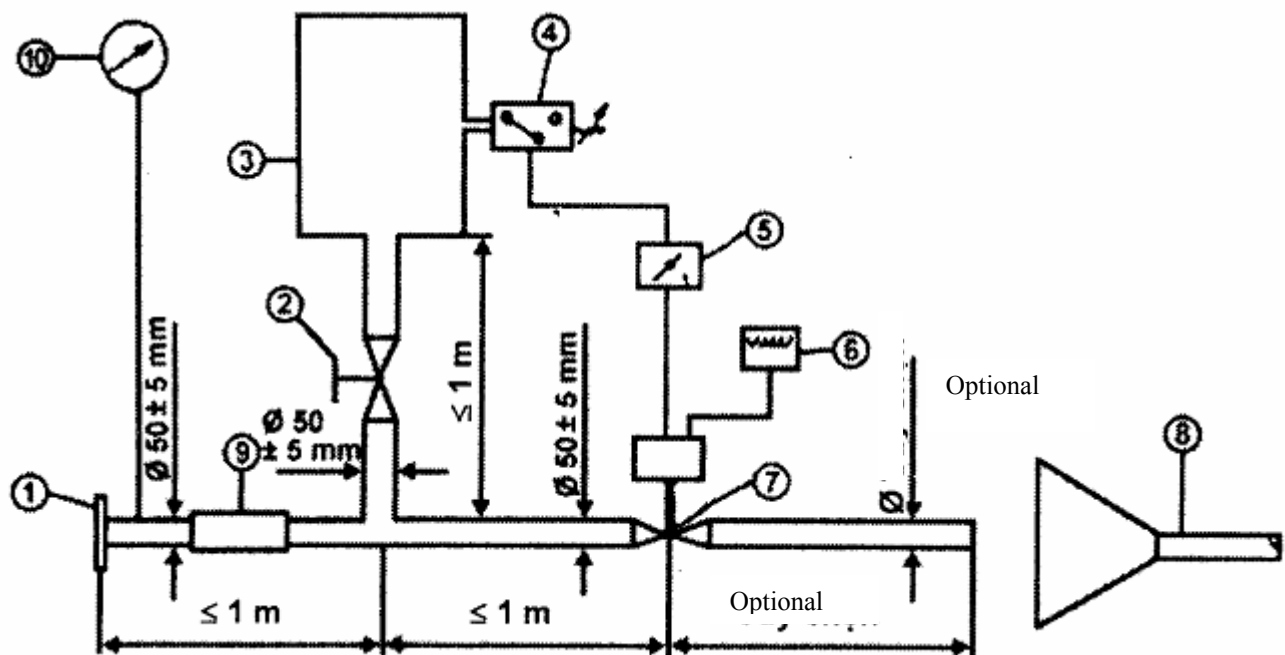 10
4
3
5
2
6
Optional
≤ 1 m
Ø 50 ± 5 mm
Ø 50
± 5 mm
Ø 50 ± 5 mm
9
8
1
7
Ø
≤ 1 m
≤ 1 m
Optional